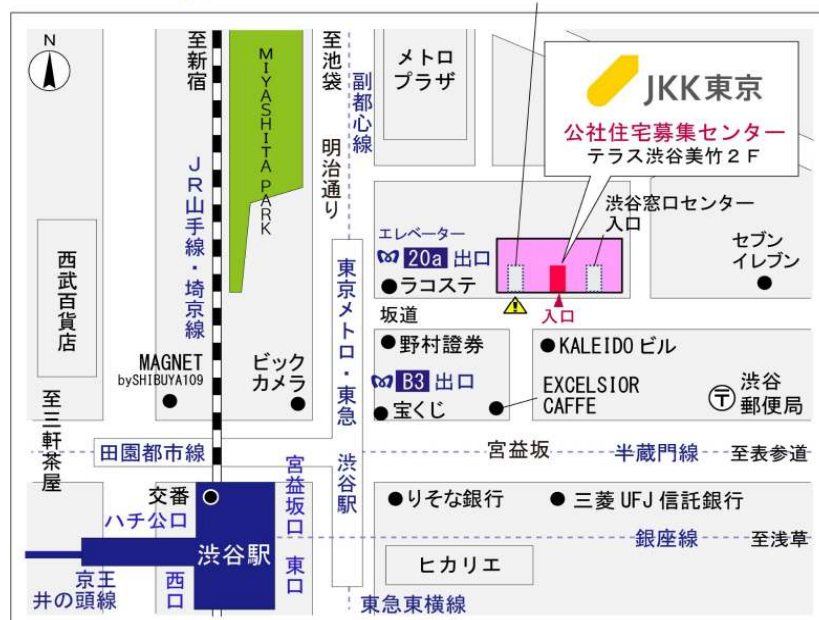 N
至新宿
MIYASHITA PARK
至池袋
副都心線
明治通り
メトロ
プラザ
JKK東京
公社住宅募集センター
テラス渋谷美竹2F
JR山手線・埼京線
西武百貨店
エレベーター
20a 出口
ラコステ
渋谷窓口センター
入口
セブン
イレブン
入口
坂道
東京メトロ・東急 渋谷駅
MAGNET
bySHIBUYA109
ビック
カメラ
野村證券
B3 出口
宝くじ
KALEIDO ビル
EXCELSIOR
CAFFE
〒
渋谷
郵便局
至三軒茶屋
田園都市線
宮益坂
半蔵門線
至表参道
交番
ハチ公口
宮益坂口
りそな銀行
三菱UFJ信託銀行
渋谷駅
銀座線
至浅草
京王
井の頭線
西口
東口
ヒカリエ
東急東横線